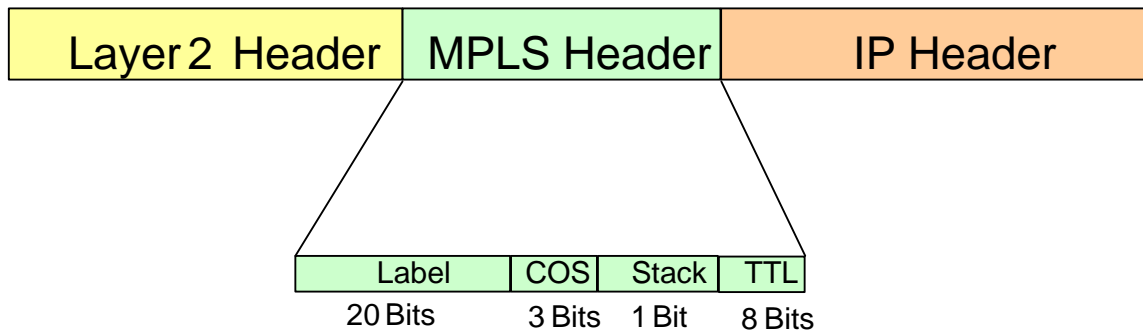 Layer 2 Header MPLS Header IP Header
Label COS Stack TTL
20 Bits 3 Bits 1 Bit 8 Bits